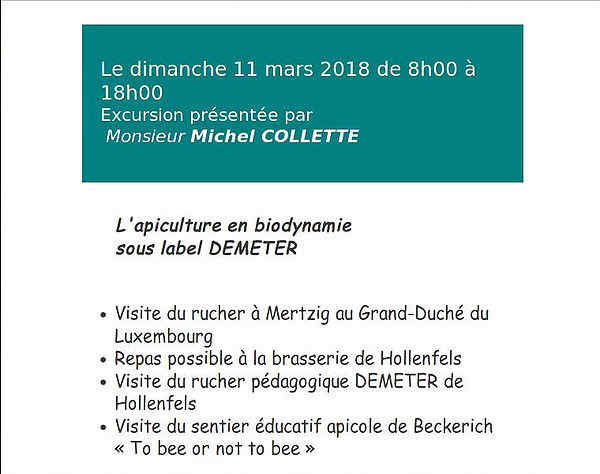 Le dimanche 11 mars 2018 de 8h00 à
18h00
Excursion présentée par
Monsieur Michel COLLETTE
L'apiculture en biodynamie
sous label DEMETER
• Visite du rucher à Mertzig au Grand-Duché du
Luxembourg
• Repas possible à la brasserie de Hollenfels
• Visite du rucher pédagogique DEMETER de
Hollenfels
• Visite du sentier éducatif apicole de Beckerich
« To bee or not to bee »